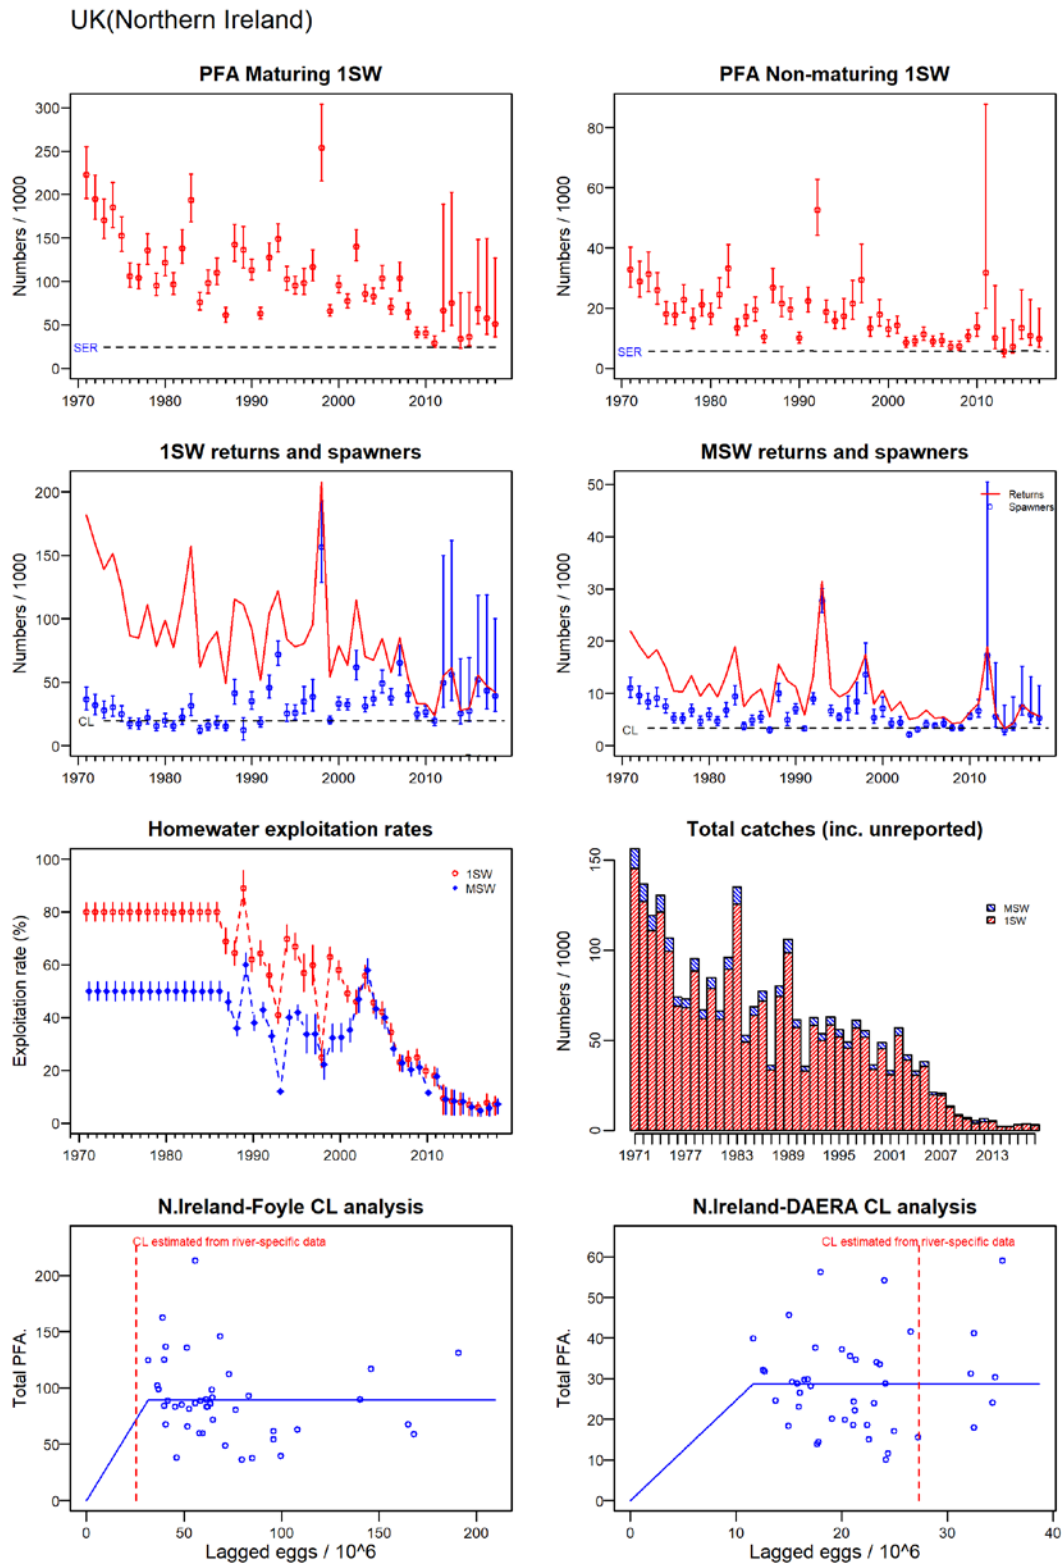 UK(Northern Ireland)
PFA Maturing 1SW
Numbers / 1000
300
250
200
150
100
50
0
SER
1970 1980 1990 2000 2010
PFA Non-maturing 1SW
Numbers / 1000
80
60
40
20
0
SER
1970 1980 1990 2000 2010
1SW returns and spawners
Numbers / 1000
200
150
100
50
0
CL
1970 1980 1990 2000 2010
MSW returns and spawners
Numbers / 1000
50
40
30
20
10
0
Returns
Spawners
CL
1970 1980 1990 2000 2010
Homewater exploitation rates
Exploitation rate (%)
100
80
60
40
20
0
1SW
MSW
1970 1980 1990 2000 2010
Total catches (inc. unreported)
Numbers / 1000
150
100
50
0
MSW
1SW
1971 1977 1983 1989 1995 2001 2007 2013
N.Ireland-Foyle CL analysis
CL estimated from river-specific data
Total PFA.
200
150
100
50
0
0 50 100 150 200
Lagged eggs / 10^6
N.Ireland-DAERA CL analysis
CL estimated from river-specific data
Total PFA.
60
50
40
30
20
10
0
0 10 20 30 40
Lagged eggs / 10^6